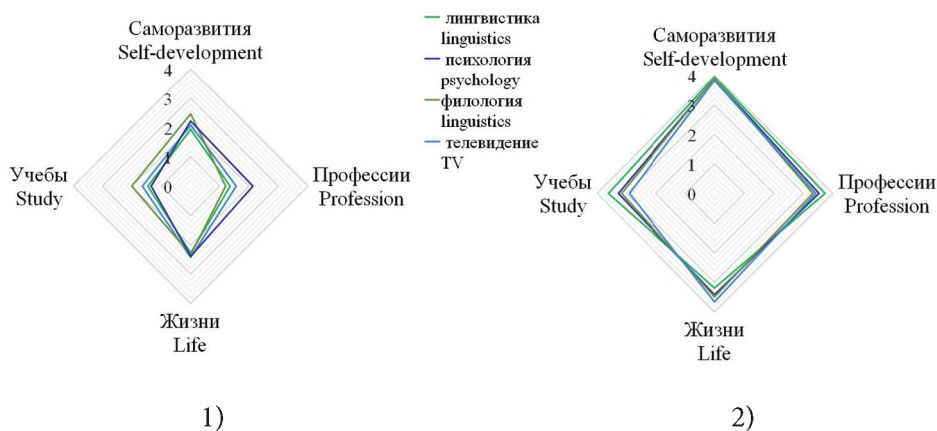 Саморазвития
Self-development
4
3
2
1
0
Учебы
Study
Профессии
Profession
Жизни
Life
1)
лингвистика
linguistics
психология
psychology
филология
linguistics
телевидение
TV
Саморазвития
Self-development
4
3
2
1
0
Учебы
Study
Профессии
Profession
Жизни
Life
2)